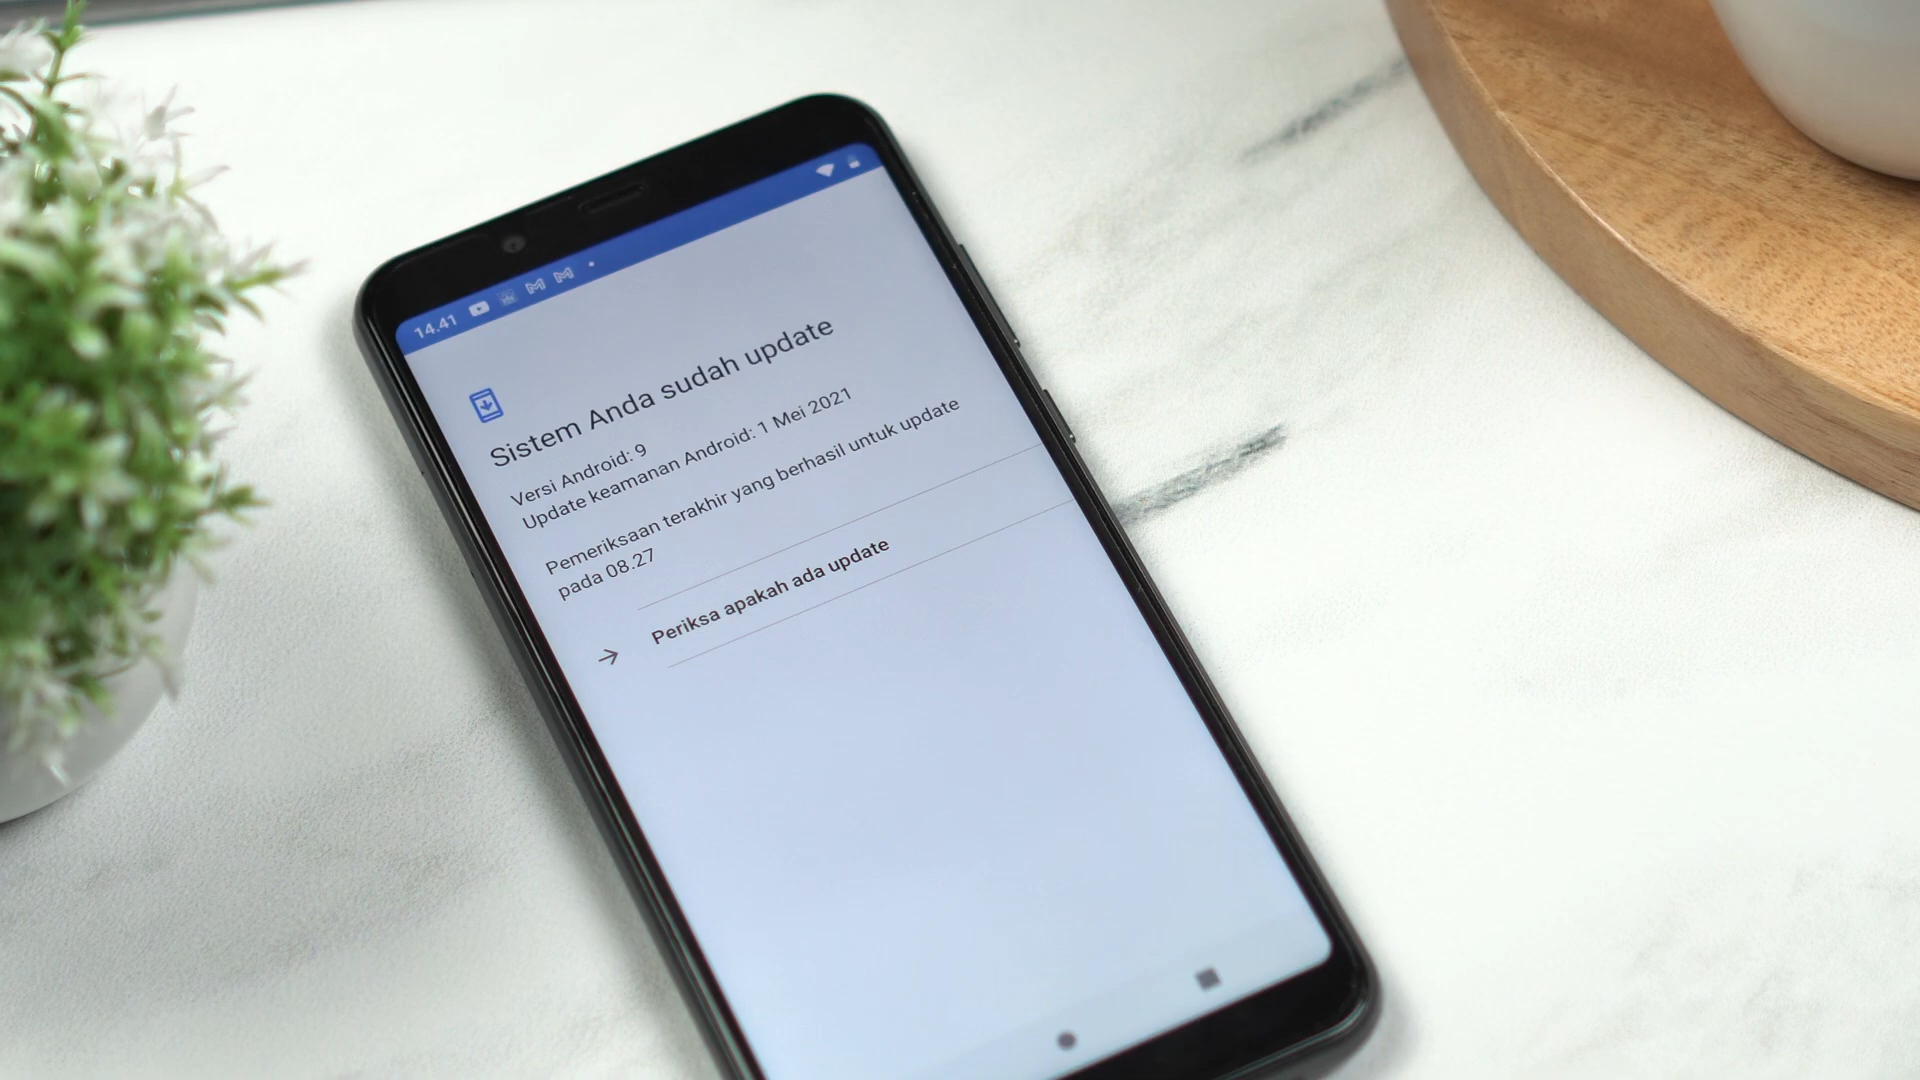 14.41
Sistem Anda sudah update
Versi Android: 9
Update keamanan Android: 1 Mei 2021
Pemeriksaan terakhir yang berhasil untuk update
pada 08.27
Periksa apakah ada update